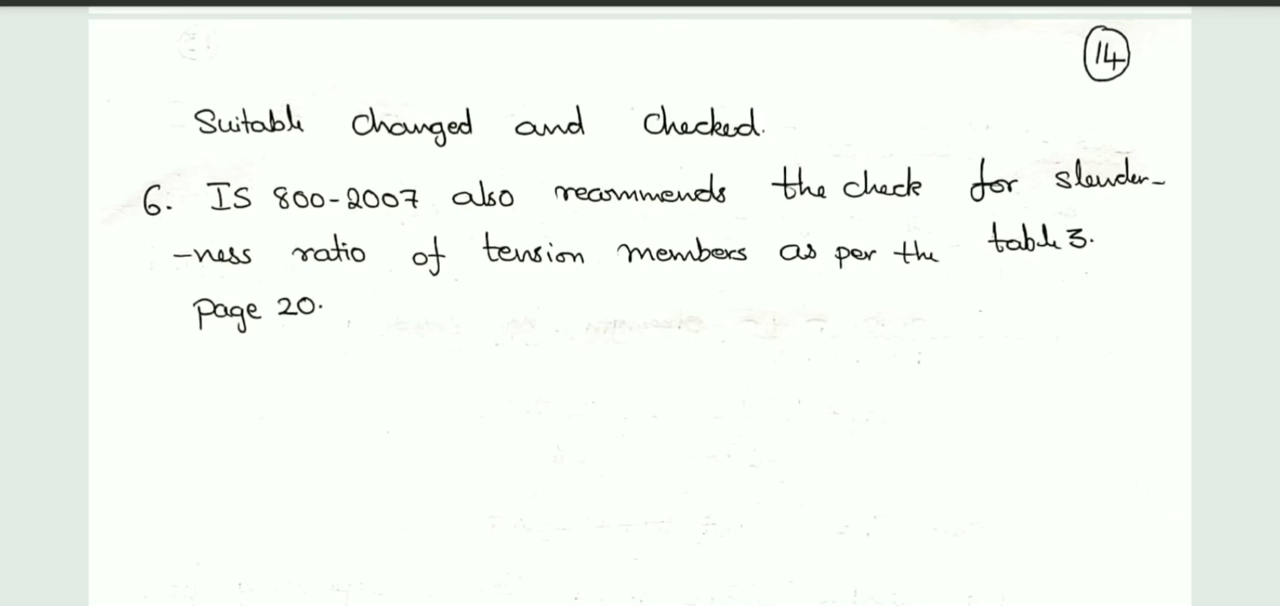 14
Suitable changed and checked.
6. IS 800-2007 also recommends the check for slender-
-ness ratio of tension members as per the table 3.
Page 20.